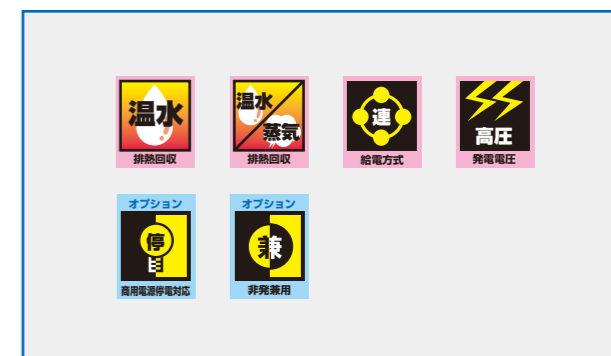 温水
排熱回収
温水
蒸気
排熱回収
連
給電方式
高圧
発電電圧
オプション
停
商用電源停電対応
オプション
兼
非発兼用